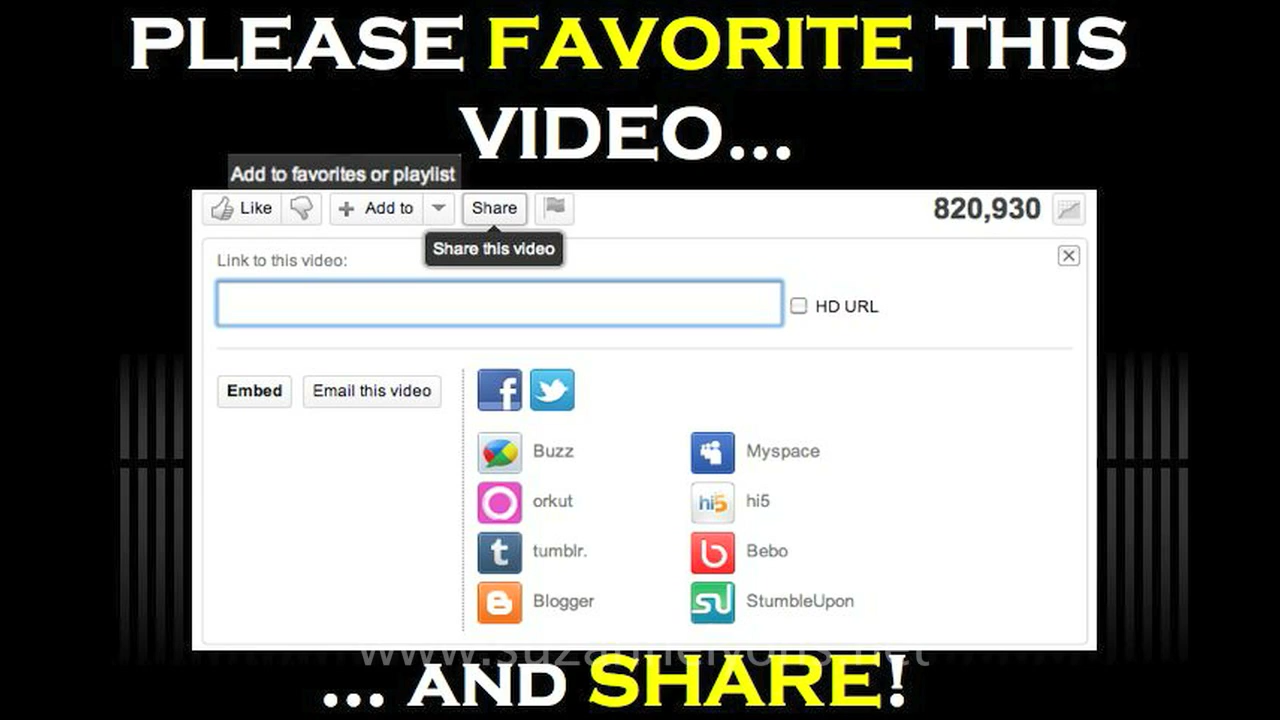 PLEASE FAVORITE THIS
VIDEO...
Add to favorites or playlist
Like
Add to
Share
820,930
Share this video
Link to this video:
HD URL
Embed
Email this video
f
Buzz
Myspace
orkut
hi5
hi5
t
tumblr.
b
Bebo
B
Blogger
su
StumbleUpon
... AND SHARE!